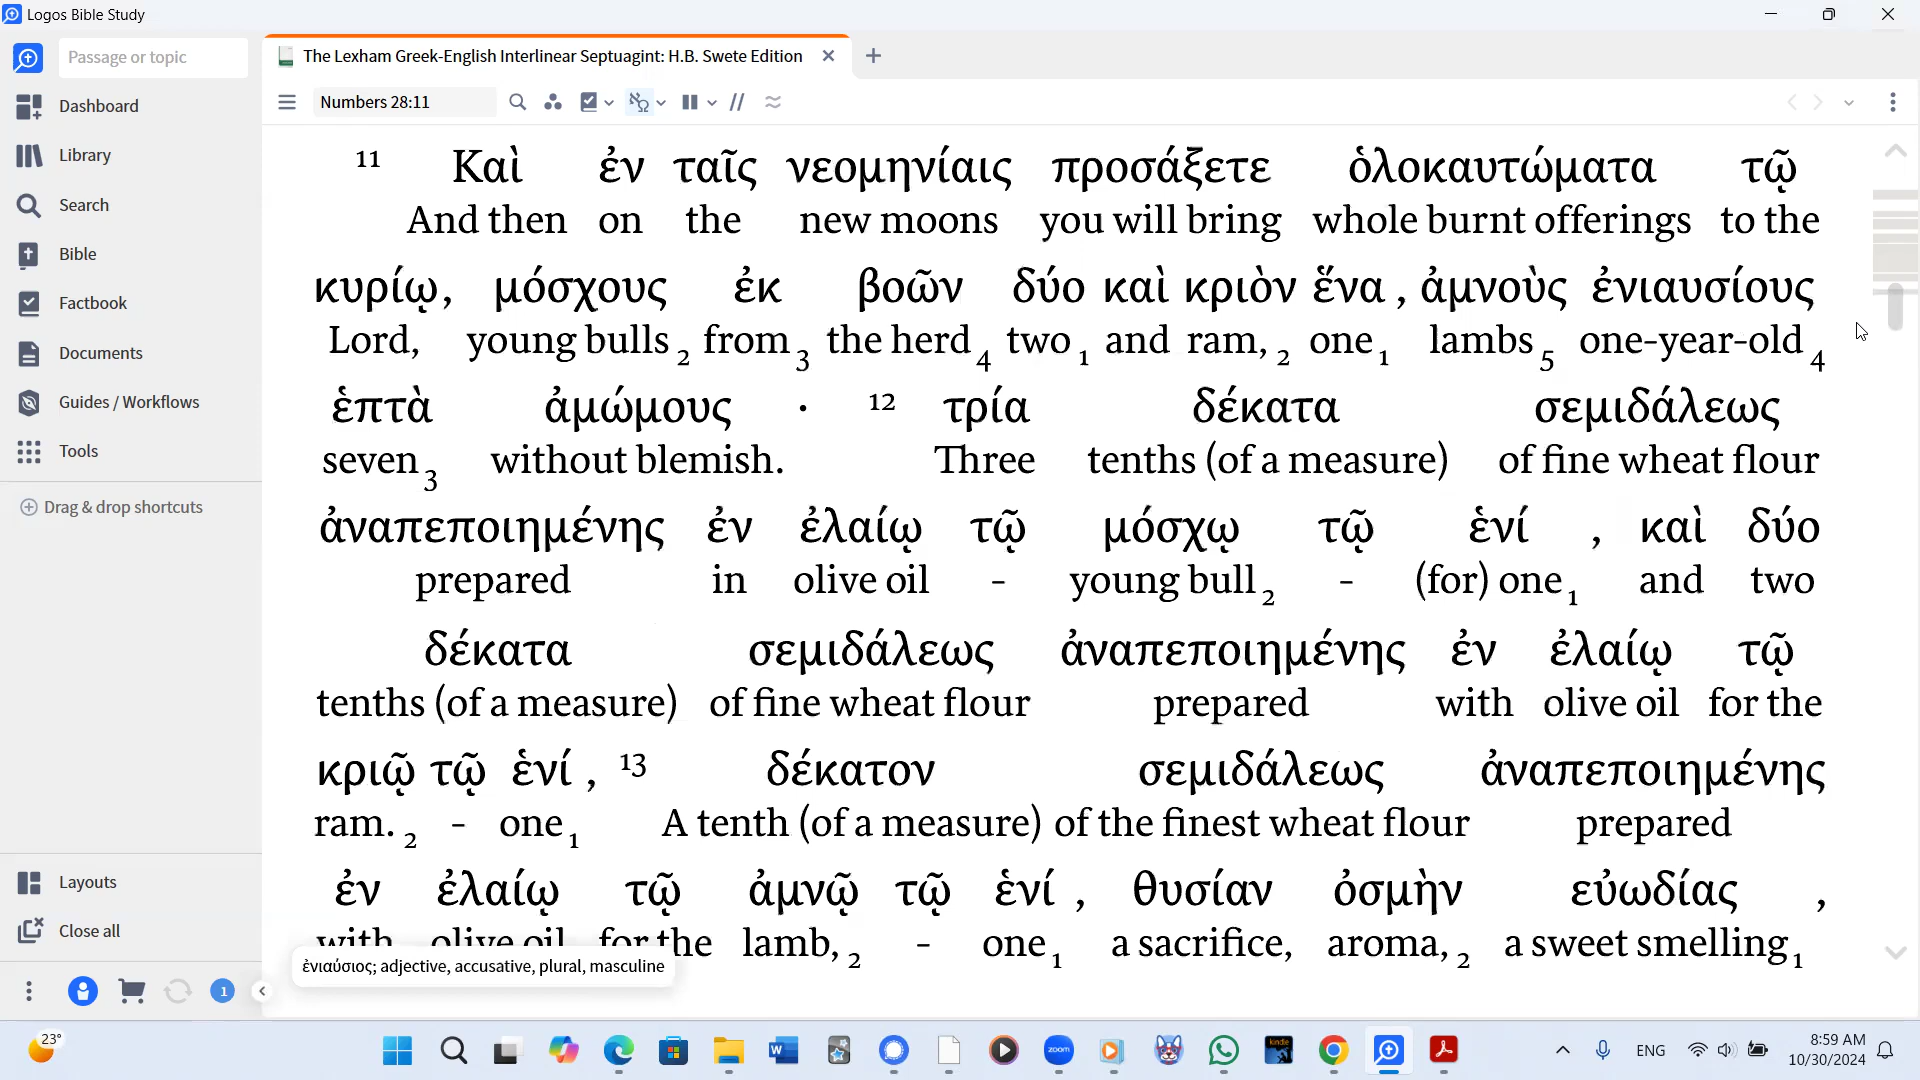 Logos Bible Study
Passage or topic
The Lexham Greek-English Interlinear Septuagint: H.B. Swete Edition
Numbers 28:11
Dashboard
Library
Search
Bible
Factbook
Documents
Guides / Workflows
Tools
Drag & drop shortcuts
Layouts
Close all
1
11 Καὶ ἐν ταῖς νεομηνίαις προσάξετε ὁλοκαυτώματα τῷ
And then on the new moons you will bring whole burnt offerings to the
κυρίῳ, μόσχους ἐκ βοῶν δύο καὶ κριὸν ἕνα, ἀμνοὺς ἐνιαυσίους
Lord, young bulls 2 from 3 the herd 4 two 1 and ram, 2 one 1 lambs 5 one-year-old 4
ἑπτὰ ἀμώμους · 12 τρία δέκατα σεμιδάλεως
seven 3 without blemish. Three tenths (of a measure) of fine wheat flour
ἀναπεποιημένης ἐν ἐλαίῳ τῷ μόσχῳ τῷ ἑνί , καὶ δύο
prepared in olive oil - young bull 2 - (for) one 1 and two
δέκατα σεμιδάλεως ἀναπεποιημένης ἐν ἐλαίῳ τῷ
tenths (of a measure) of fine wheat flour prepared with olive oil for the
κριῷ τῷ ἑνί , 13 δέκατον σεμιδάλεως ἀναπεποιημένης
ram. 2 - one 1 A tenth (of a measure) of the finest wheat flour prepared
ἐν ἐλαίῳ τῷ ἀμνῷ τῷ ἑνί , θυσίαν ὀσμὴν εὐωδίας ,
with olive oil for the lamb, 2 - one 1 a sacrifice, aroma, 2 a sweet smelling 1
ἐνιαύσιος; adjective, accusative, plural, masculine
23°
W
zoom
kindle
ENG
8:59 AM
10/30/2024